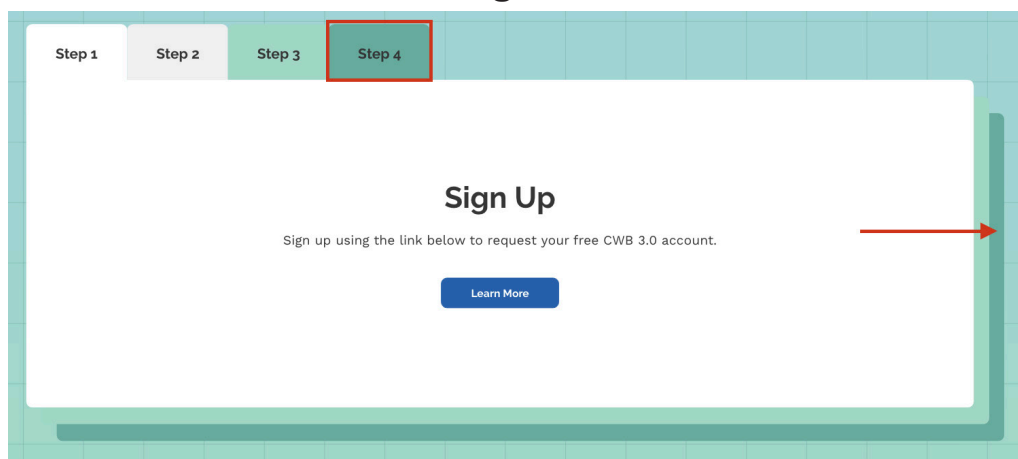 Step 1 Step 2 Step 3 Step 4
Sign Up
Sign up using the link below to request your free CWB 3.0 account.
Learn More